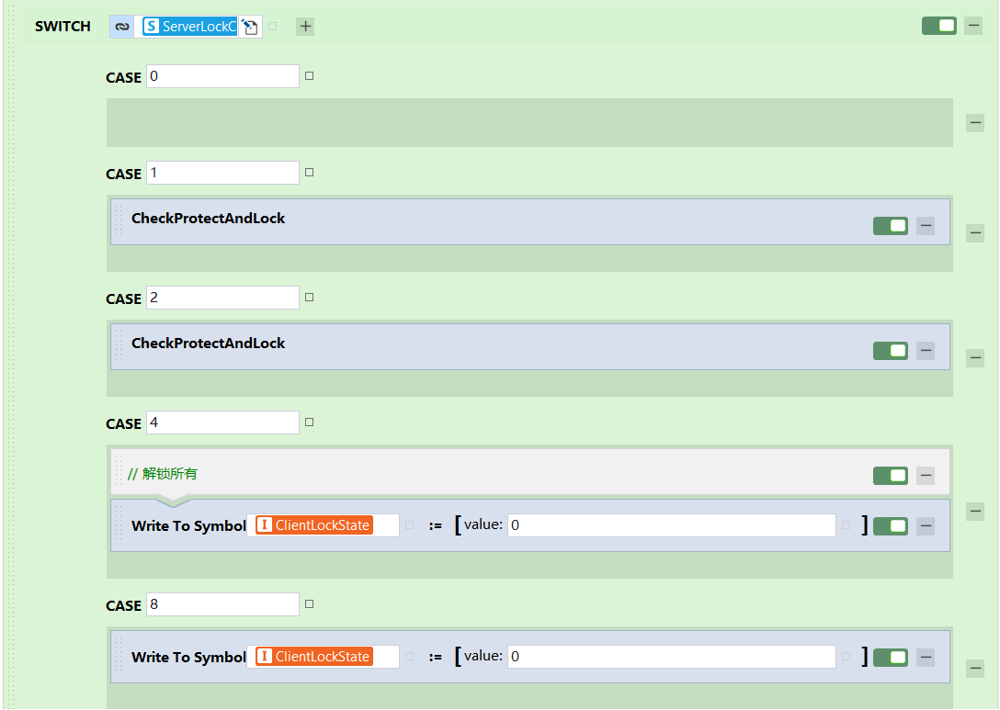 SWITCH S ServerLockC +
CASE 0
CASE 1
CheckProtectAndLock
CASE 2
CheckProtectAndLock
CASE 4
// 解锁所有
Write To Symbol I ClientLockState := [ value: 0 ]
CASE 8
Write To Symbol I ClientLockState := [ value: 0 ]